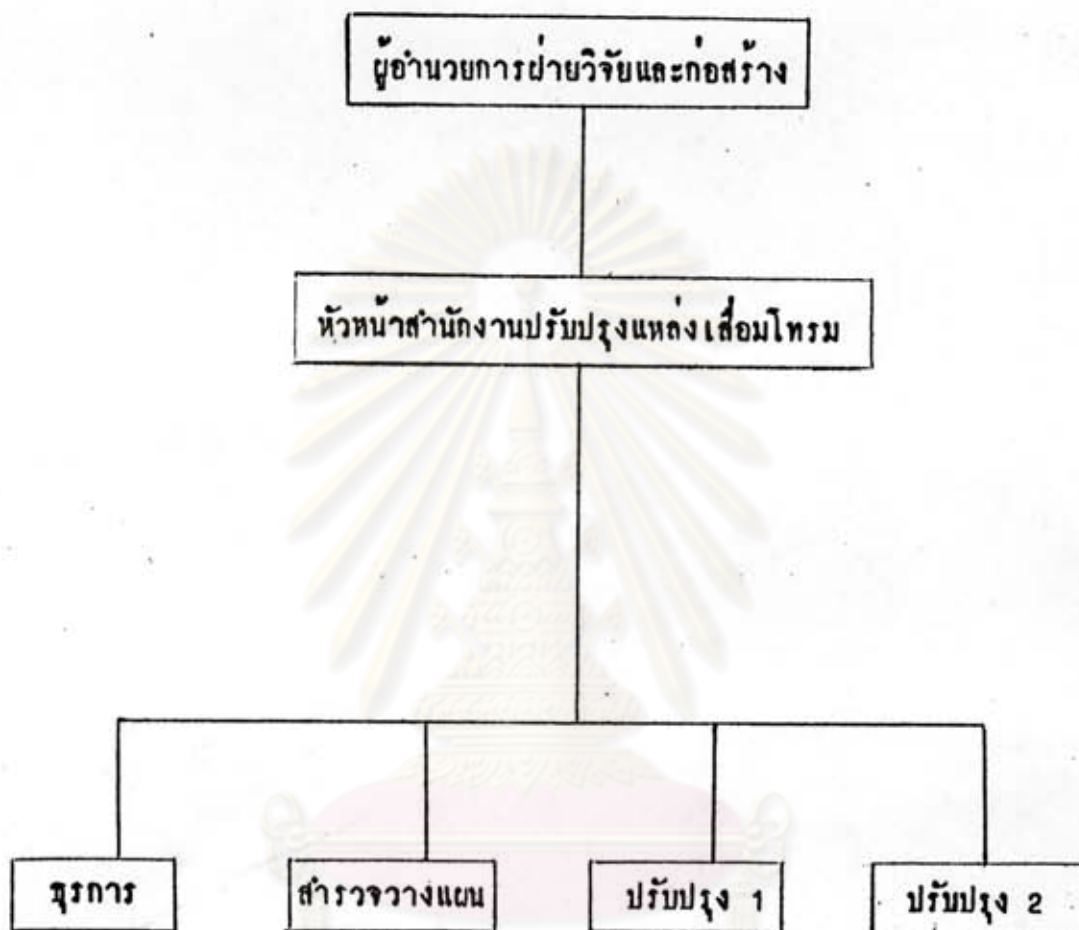 ผู้อำนวยการฝ่ายวิจัยและก่อสร้าง
หัวหน้าสำนักงานปรับปรุงแหล่งเสื่อมโทรม
ธุรการ
สำรวจวางแผน
ปรับปรุง 1
ปรับปรุง 2